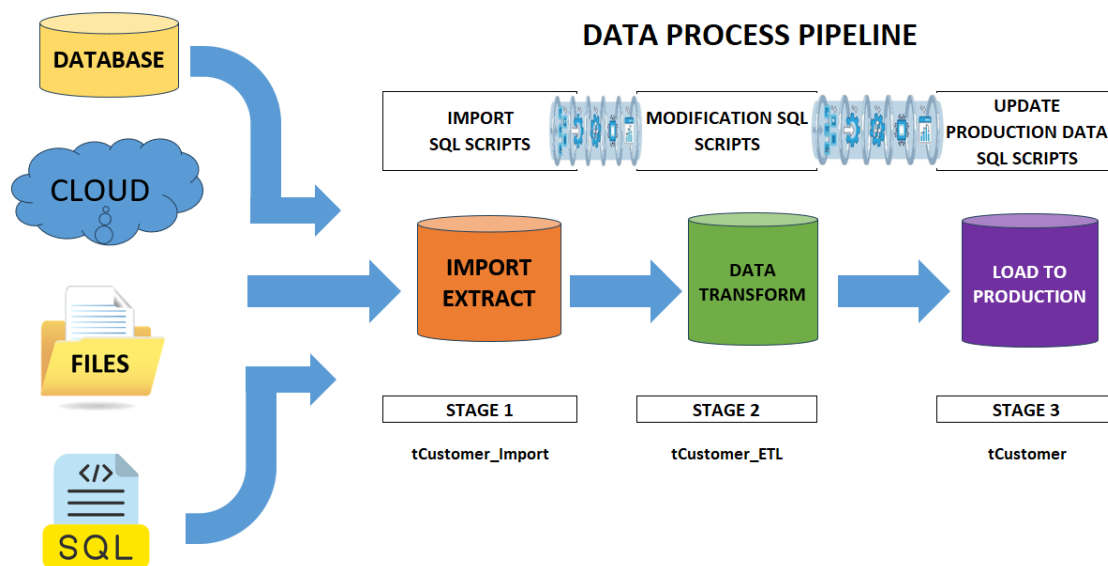 DATA PROCESS PIPELINE
DATABASE
CLOUD
FILES
</>
SQL
IMPORT
SQL SCRIPTS
MODIFICATION SQL
SCRIPTS
UPDATE
PRODUCTION DATA
SQL SCRIPTS
IMPORT
EXTRACT
DATA
TRANSFORM
LOAD TO
PRODUCTION
STAGE 1
STAGE 2
STAGE 3
tCustomer_Import
tCustomer_ETL
tCustomer